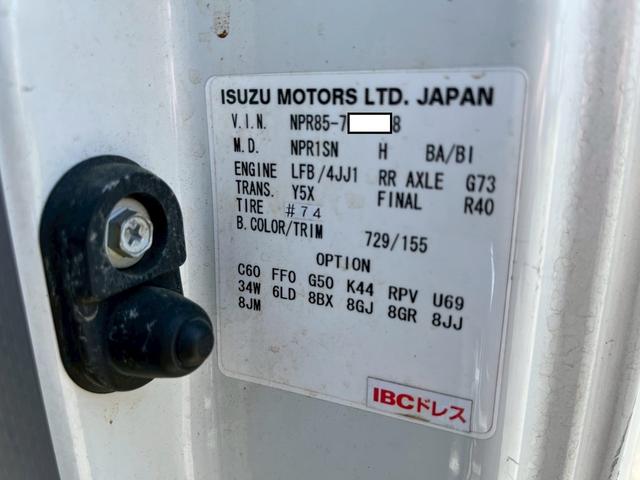 ISUZU MOTORS LTD. JAPAN
V.I.N. NPR85-7 8
M.D. NPR1SN H BA/BI
ENGINE LFB/4JJ1 RR AXLE G73
TRANS. Y5X FINAL R40
TIRE #74
B.COLOR/TRIM 729/155
OPTION
C60 FFO G50 K44 RPV U69
34W 6LD 8BX 8GJ 8GR 8JJ
8JM
IBCドレス